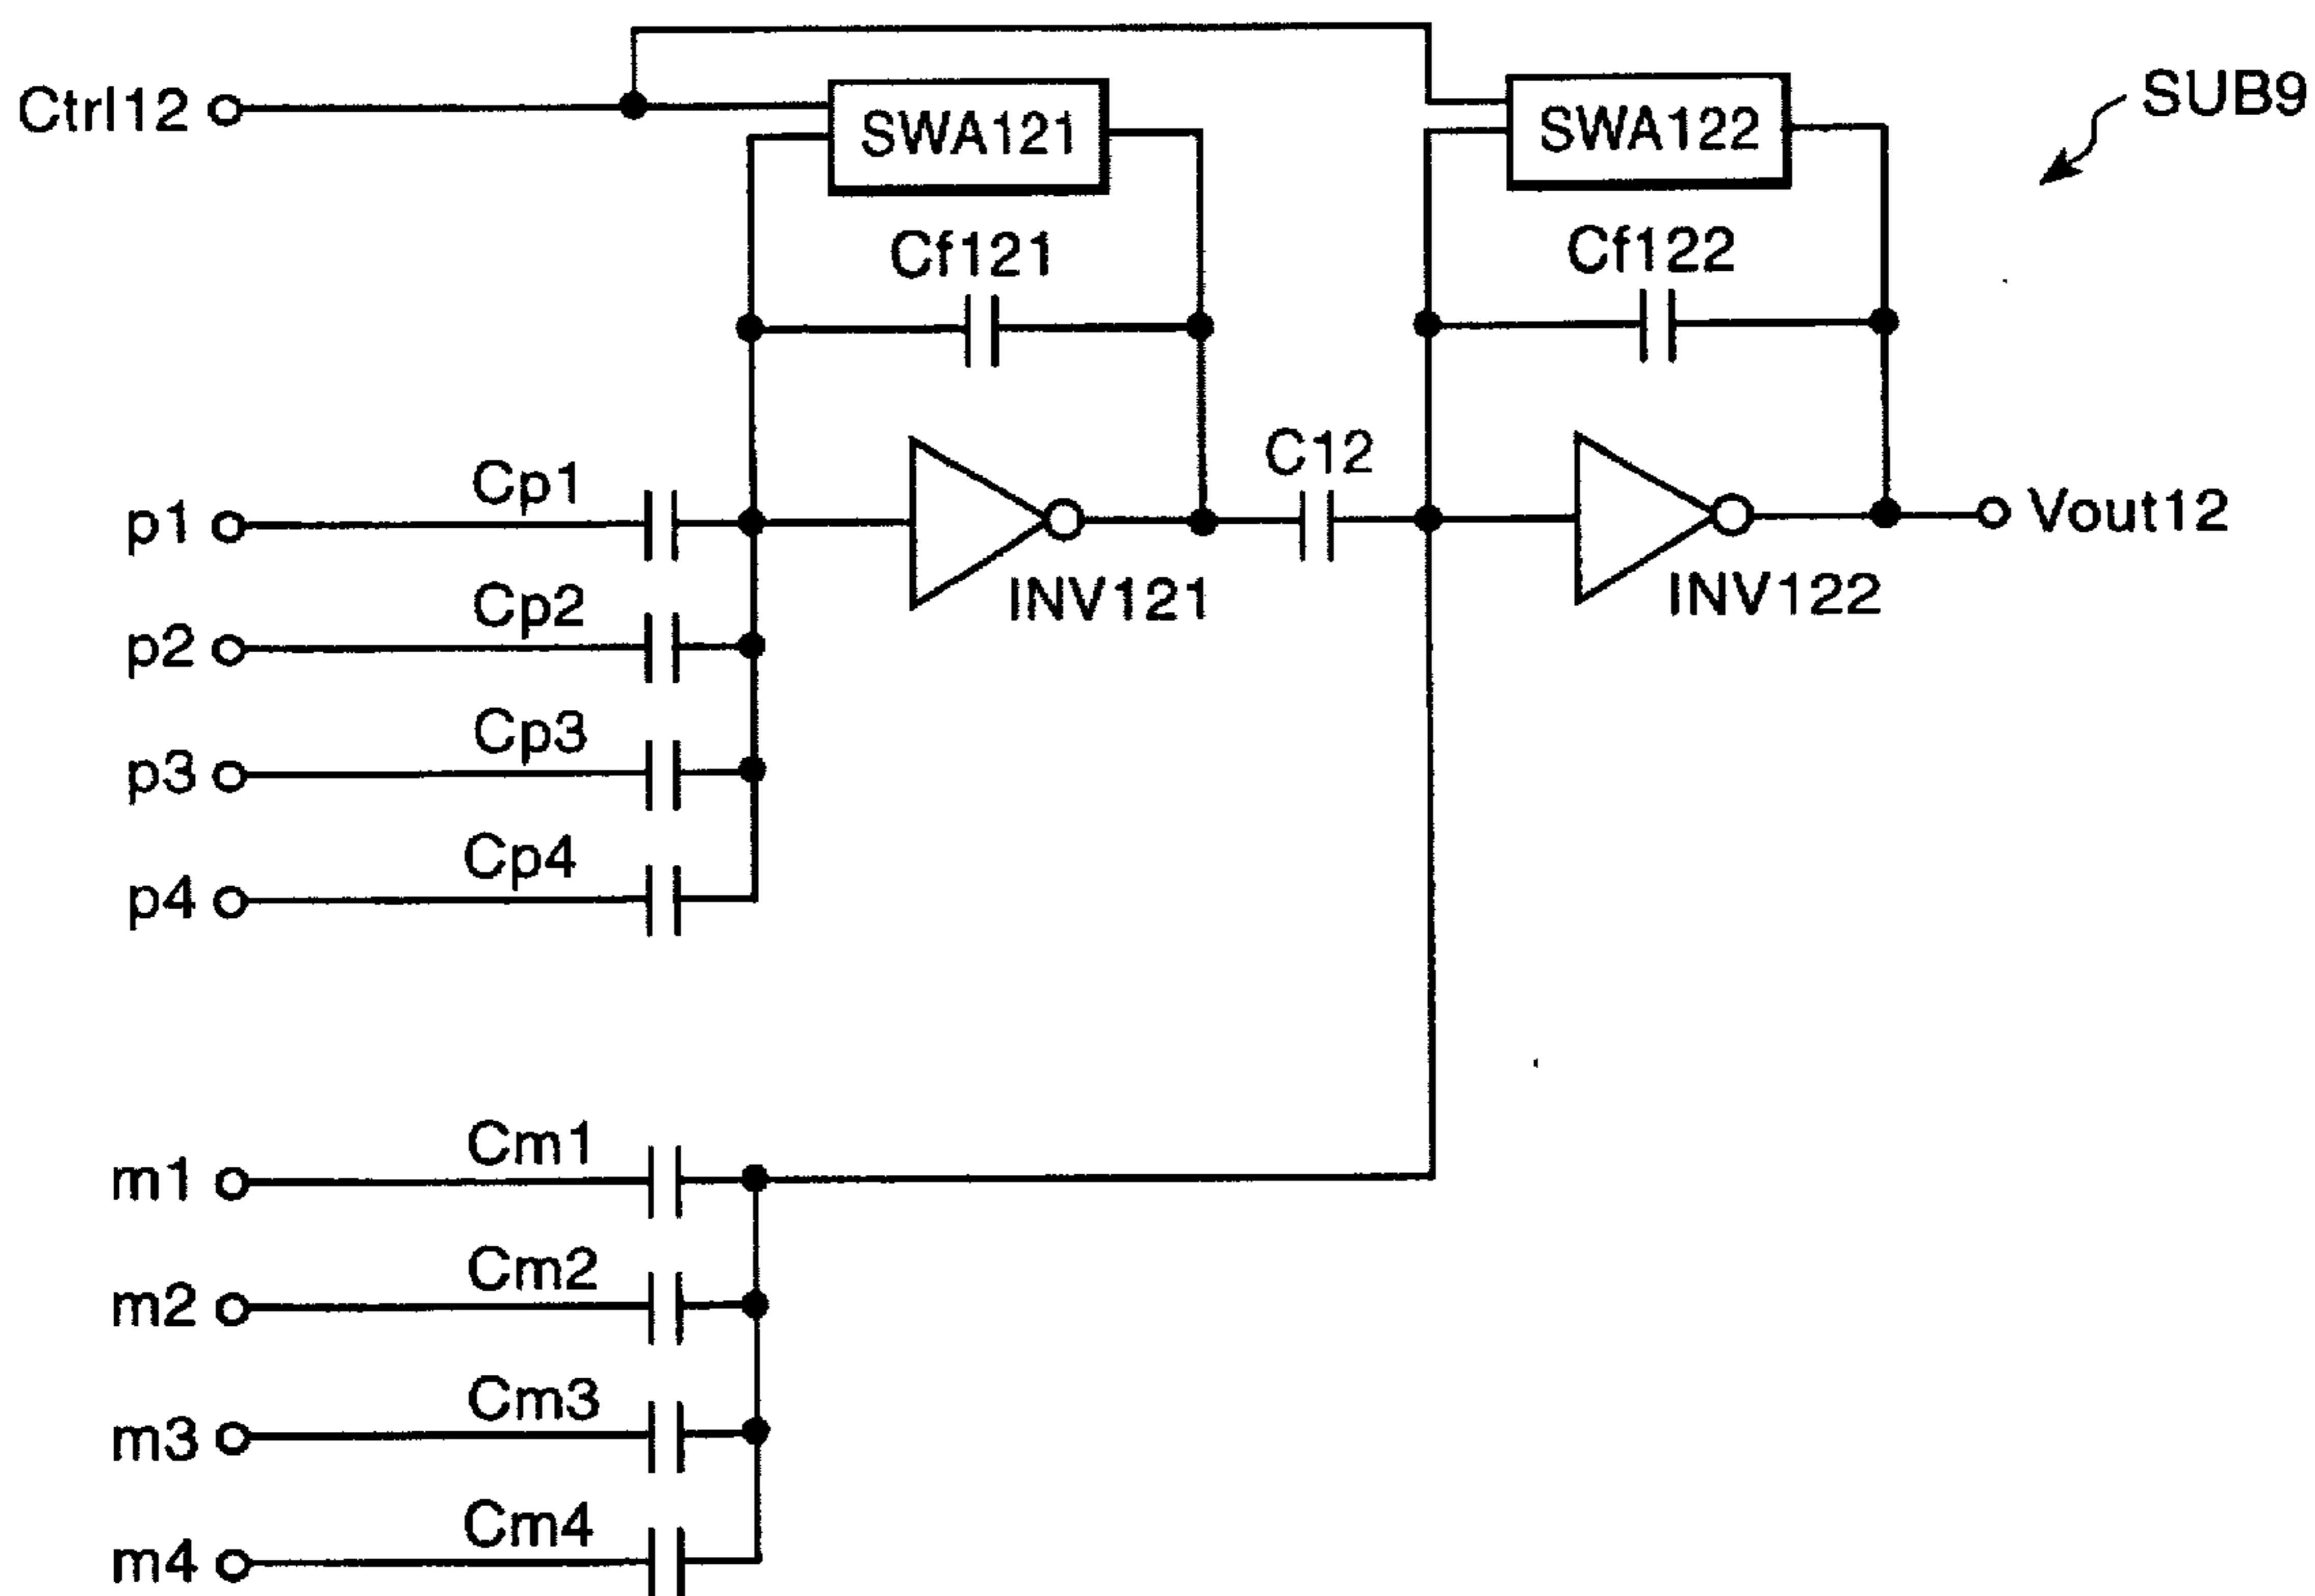 Ctrl12
SWA121
SWA122
SUB9
Cf121
Cf122
C12
p1
Cp1
INV121
INV122
Vout12
p2
Cp2
p3
Cp3
p4
Cp4
m1
Cm1
m2
Cm2
m3
Cm3
m4
Cm4